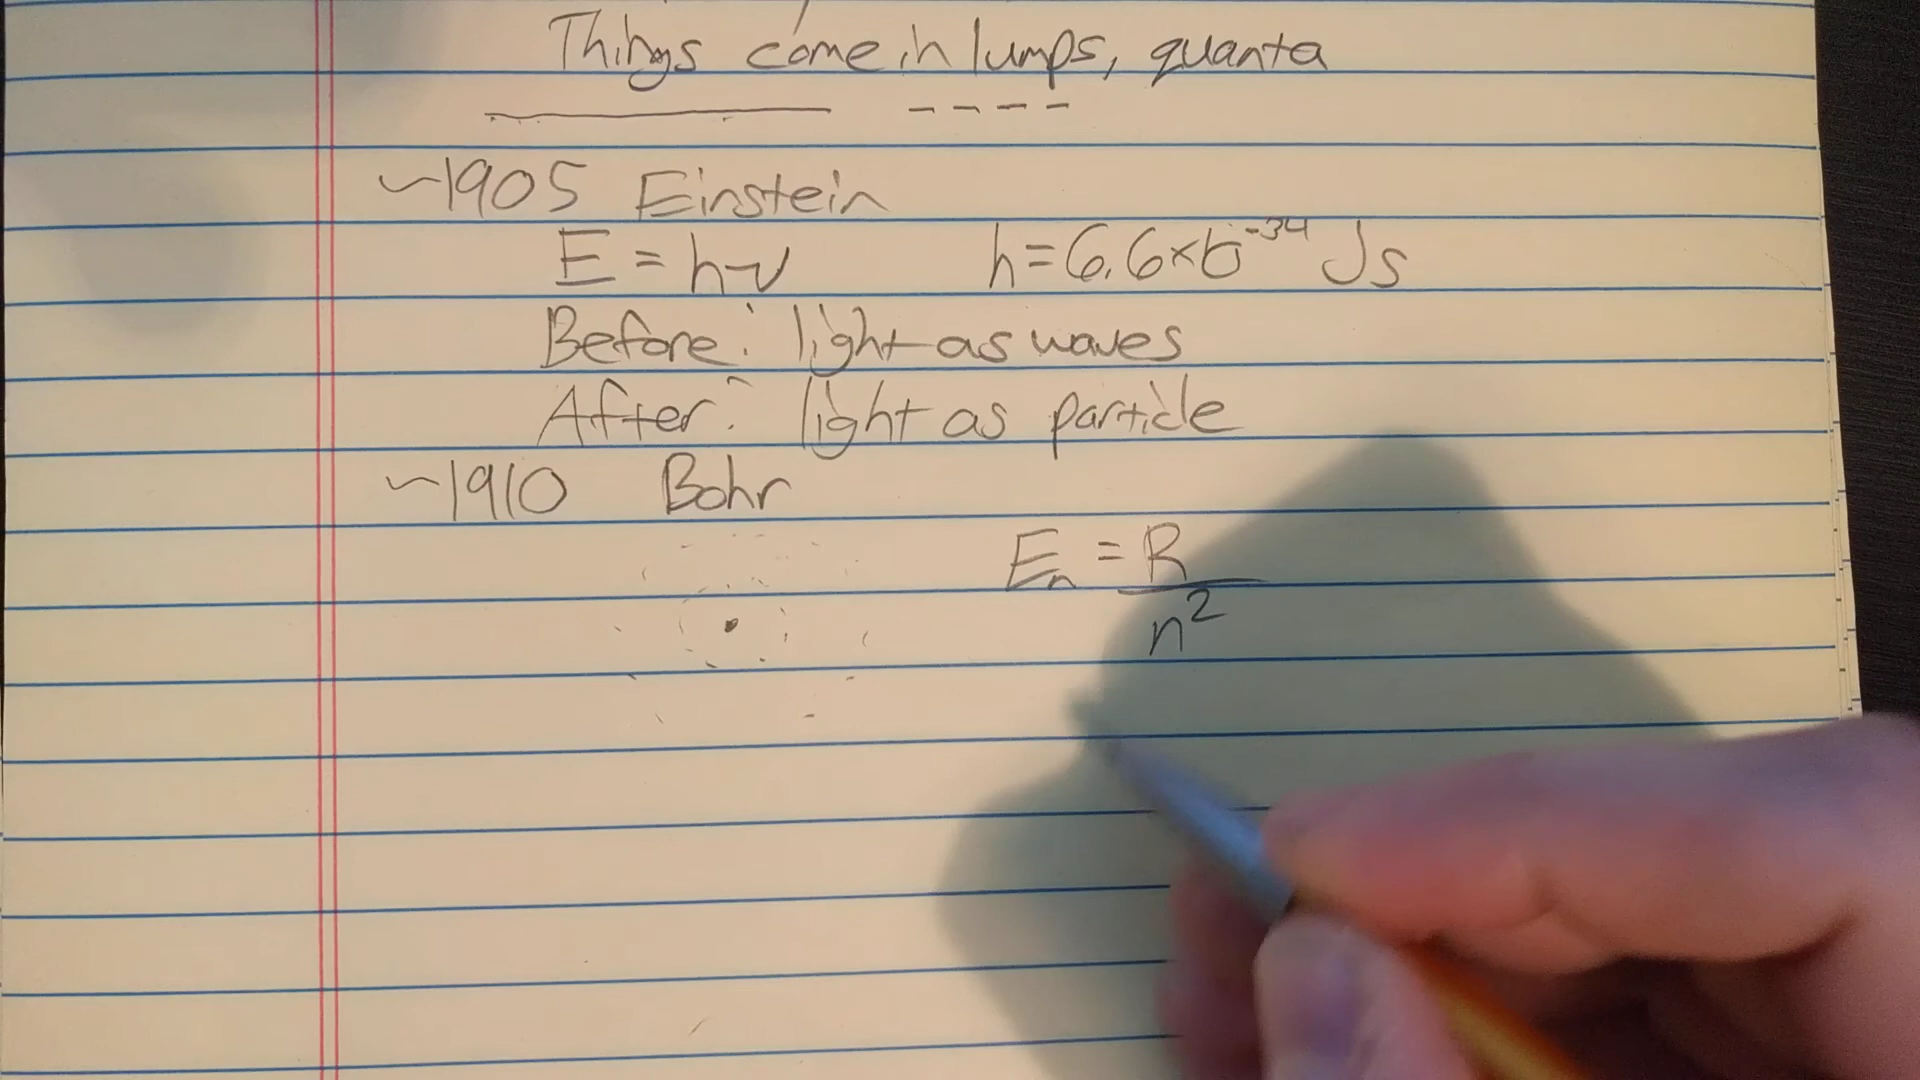 Things come in lumps, quanta
~1905 Einstein
E = hν h = 6.6×10⁻³⁴ Js
Before: light as waves
After: light as particle
~1910 Bohr
Eₙ = R/n²